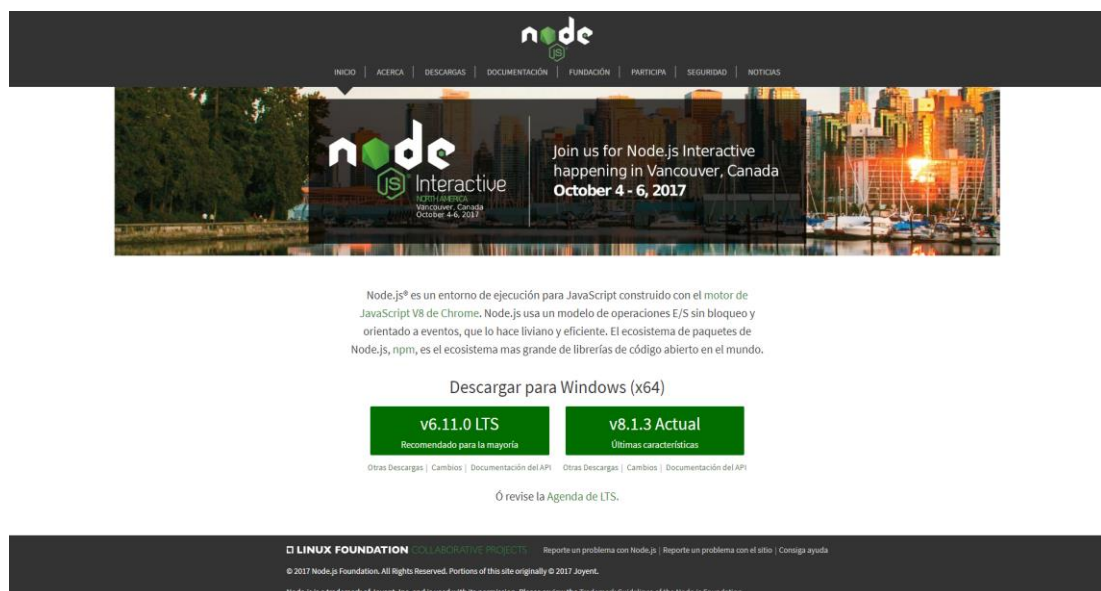 node
JS
INICIO | ACERCA | DESCARGAS | DOCUMENTACIÓN | FUNDACIÓN | PARTICIPA | SEGURIDAD | NOTICIAS
node
JS Interactive
NORTH AMERICA
Vancouver, Canada
October 4-6, 2017
Join us for Node.js Interactive
happening in Vancouver, Canada
October 4 - 6, 2017
Node.js® es un entorno de ejecución para JavaScript construido con el motor de
JavaScript V8 de Chrome. Node.js usa un modelo de operaciones E/S sin bloqueo y
orientado a eventos, que lo hace liviano y eficiente. El ecosistema de paquetes de
Node.js, npm, es el ecosistema mas grande de librerías de código abierto en el mundo.
Descargar para Windows (x64)
v6.11.0 LTS
Recomendado para la mayoría
v8.1.3 Actual
Últimas características
Otras Descargas | Cambios | Documentación del API
Otras Descargas | Cambios | Documentación del API
Ó revise la Agenda de LTS.
LINUX FOUNDATION COLLABORATIVE PROJECTS
Reporte un problema con Node.js | Reporte un problema con el sitio | Consiga ayuda
© 2017 Node.js Foundation. All Rights Reserved. Portions of this site originally © 2017 Joyent.